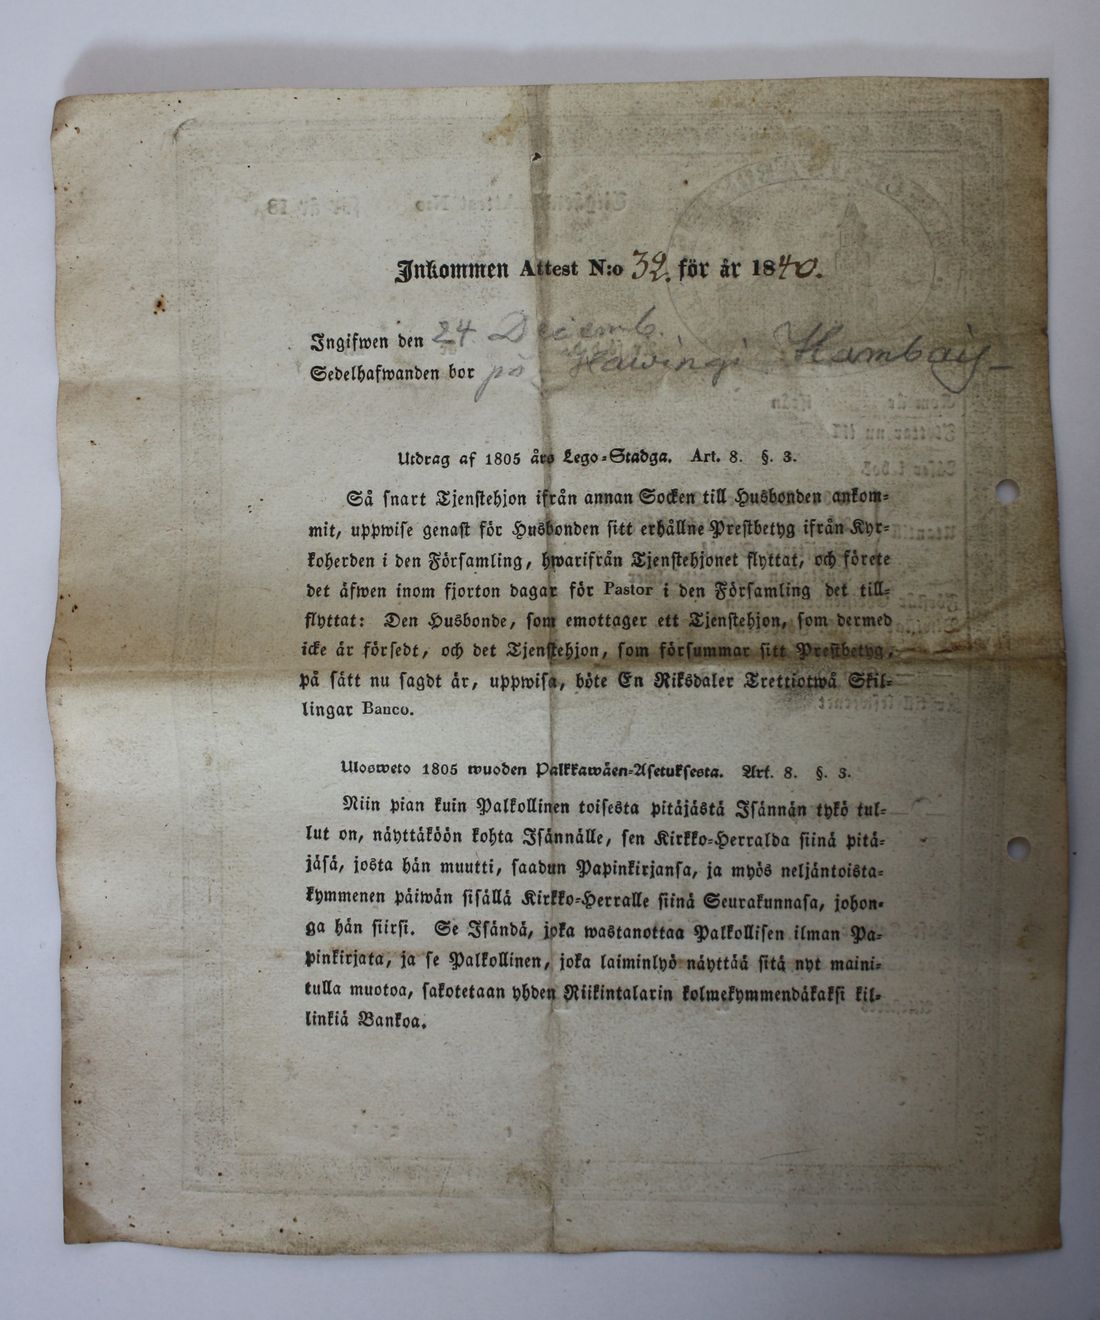 Inkommen Attest N:o 32. för år 1840.
Ingifwen den 24 Decemb.
Sedelhafwanden bor på
Utdrag af 1805 års Lego-Stadga. Art. 8. §. 3.
Så snart Tjenstehjon ifrån annan Socken till Husbonden ankom-
mit, uppwise genast för Husbonden sitt erhållne Prestbetyg ifrån Kyr-
koherden i den Församling, hwarifrån Tjenstehjonet flyttat, och förete
det äfwen inom fjorton dagar för Pastor i den Församling det till-
flyttat: Den Husbonde, som emottager ett Tjenstehjon, som dermed
icke är försedt, och det Tjenstehjon, som försummar sitt Prestbetyg,
på sätt nu sagdt är, uppwisa, böte En Riksdaler Trettiotwå Skil-
lingar Banco.
Ulosweto 1805 wuoden Palkkawäen-Asetuksesta. Art. 8. §. 3.
Niin pian kuin Palkollinen toisesta pitäjästä Isännän tykö tul-
lut on, näyttäköön kohta Isännälle, sen Kirkko-Herralda siinä pitä-
jäsä, josta hän muutti, saadun Papinkirjansa, ja myös neljäntoista-
kymmenen päiwän sisällä Kirkko-Herralle siinä Seurakunnasa, johon-
ga hän siirsi. Se Isändä, joka wastanottaa Palkollisen ilman Pa-
pinkirjata, ja se Palkollinen, joka laiminlyö näyttää sitä nyt maini-
tulla muotoa, sakotetaan yhden Riikintalarin kolmekymmendäkaksi kil-
linkiä Bankoa.